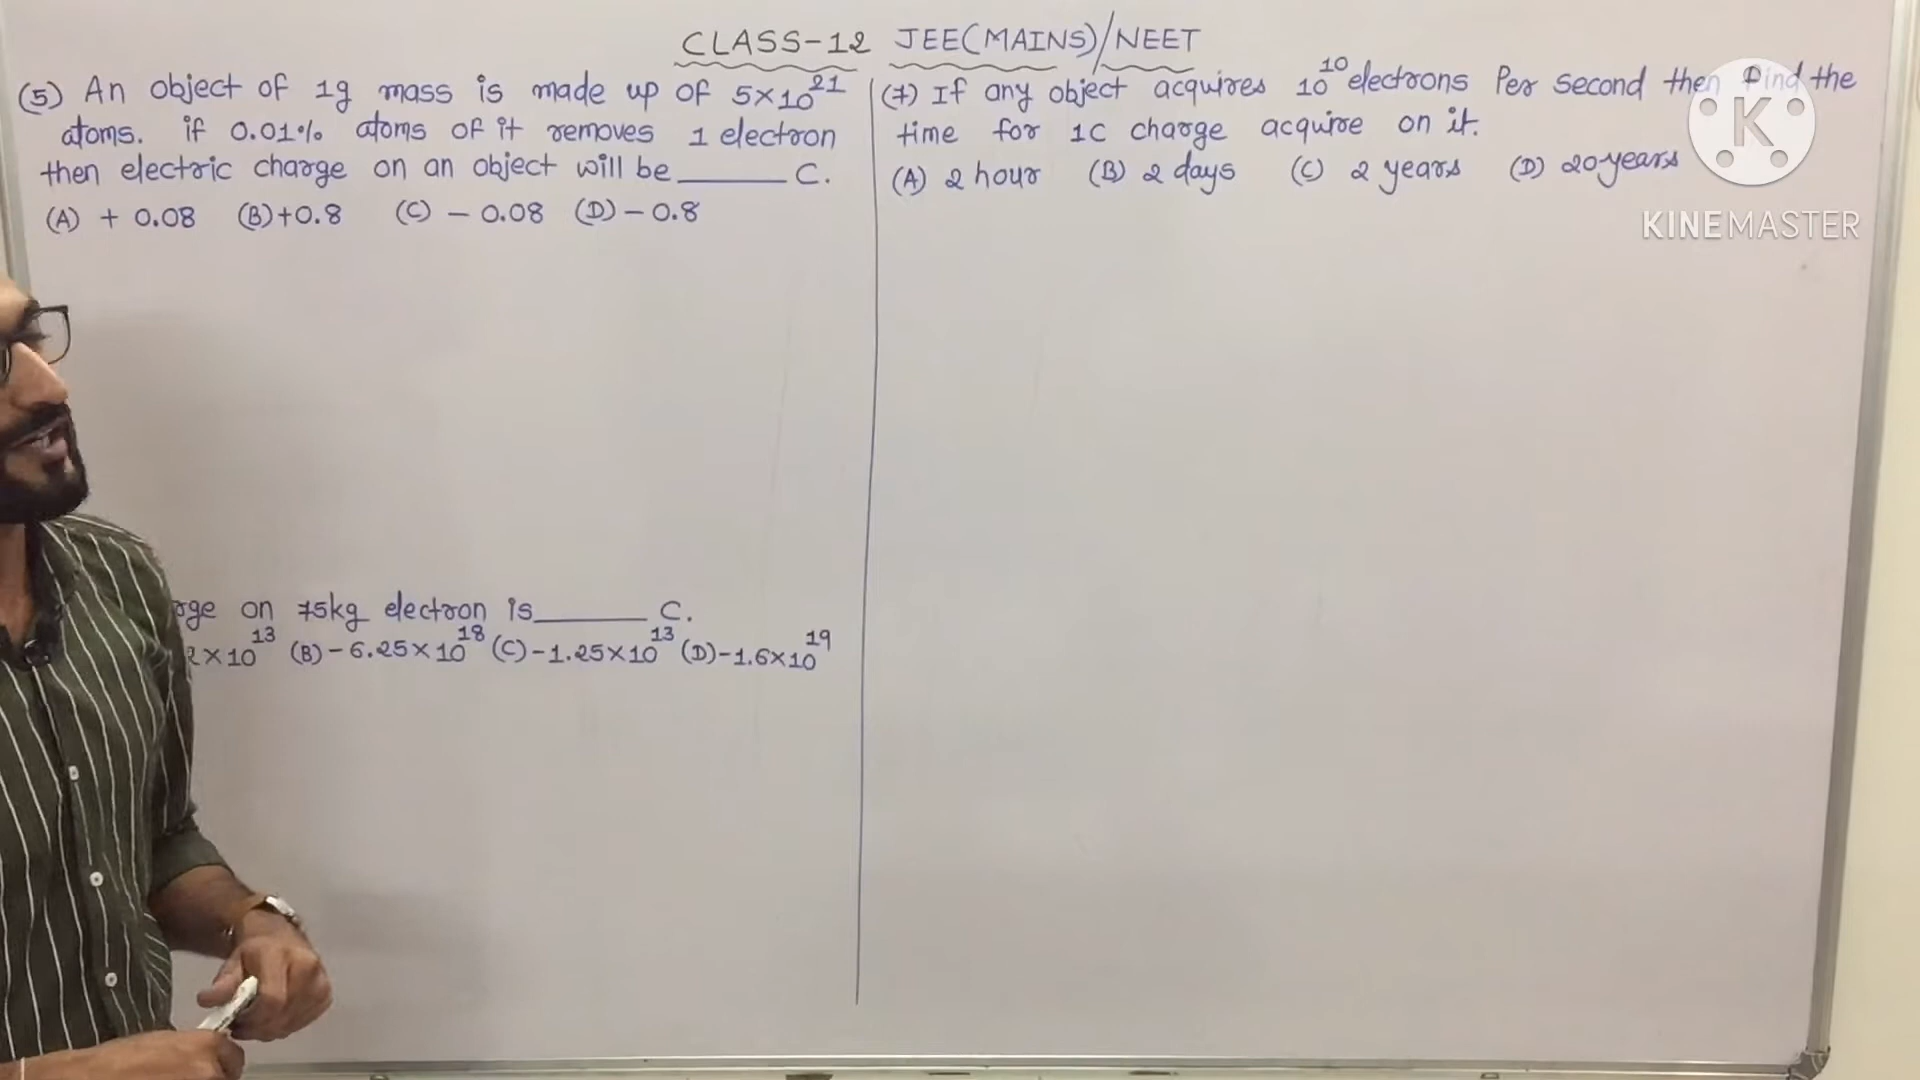 CLASS-12 JEE(MAINS)/NEET
(5) An object of 1g mass is made up of 5×10²¹
atoms. if 0.01% atoms of it removes 1 electron
then electric charge on an object will be ______ C.
(A) + 0.08 (B)+0.8 (C) – 0.08 (D) – 0.8
on 75kg electron is ______ C.
×10¹³ (B) – 6.25×10¹⁸ (C) –1.25×10¹³ (D) –1.6×10¹⁹
(7) If any object acquires 10¹⁰ electrons Per second then find the
time for 1C charge acquire on it.
(A) 2 hour (B) 2 days (C) 2 years (D) 20 years
K
KINEMASTER